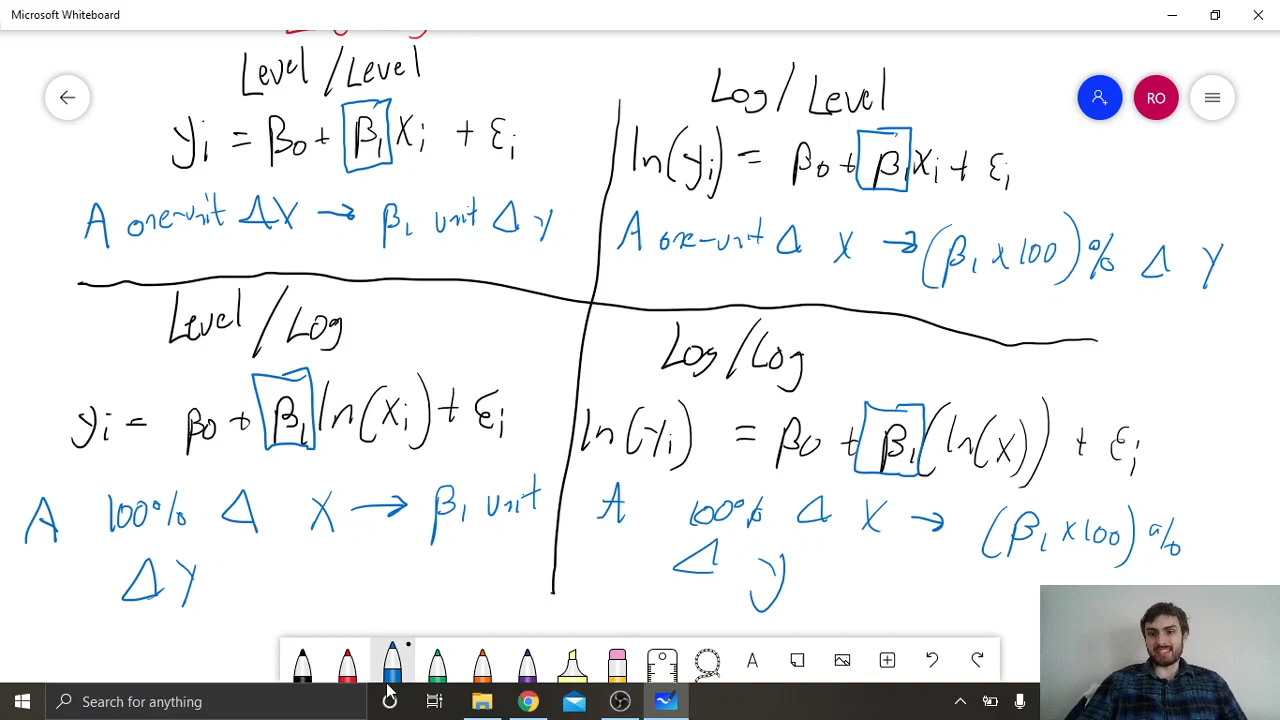 Microsoft Whiteboard
Level/Level
yi = β0 + β1 Xi + εi
A one-unit ΔX → β1 unit Δ y
Log/Level
ln(yi) = β0 + β1 Xi + εi
A one-unit Δ X → (β1 x 100)% Δ Y
RO
Level/Log
yi = β0 + β1 ln(Xi) + εi
A 100% Δ X → β1 unit
Δ Y
Log/Log
ln(Yi) = β0 + β1 (ln(X)) + εi
A 100% Δ X → (β1 x 100)%
Δ y
A
Search for anything